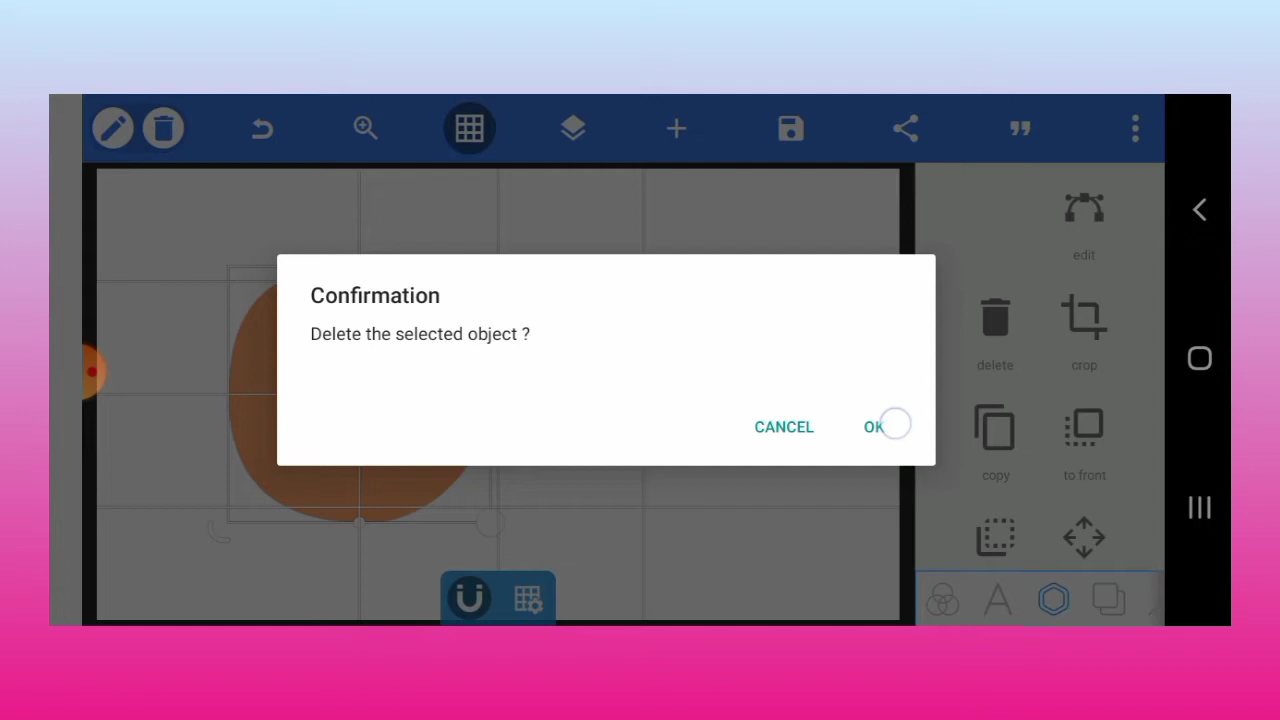 Confirmation
Delete the selected object ?
CANCEL
OK
edit
delete
crop
copy
to front